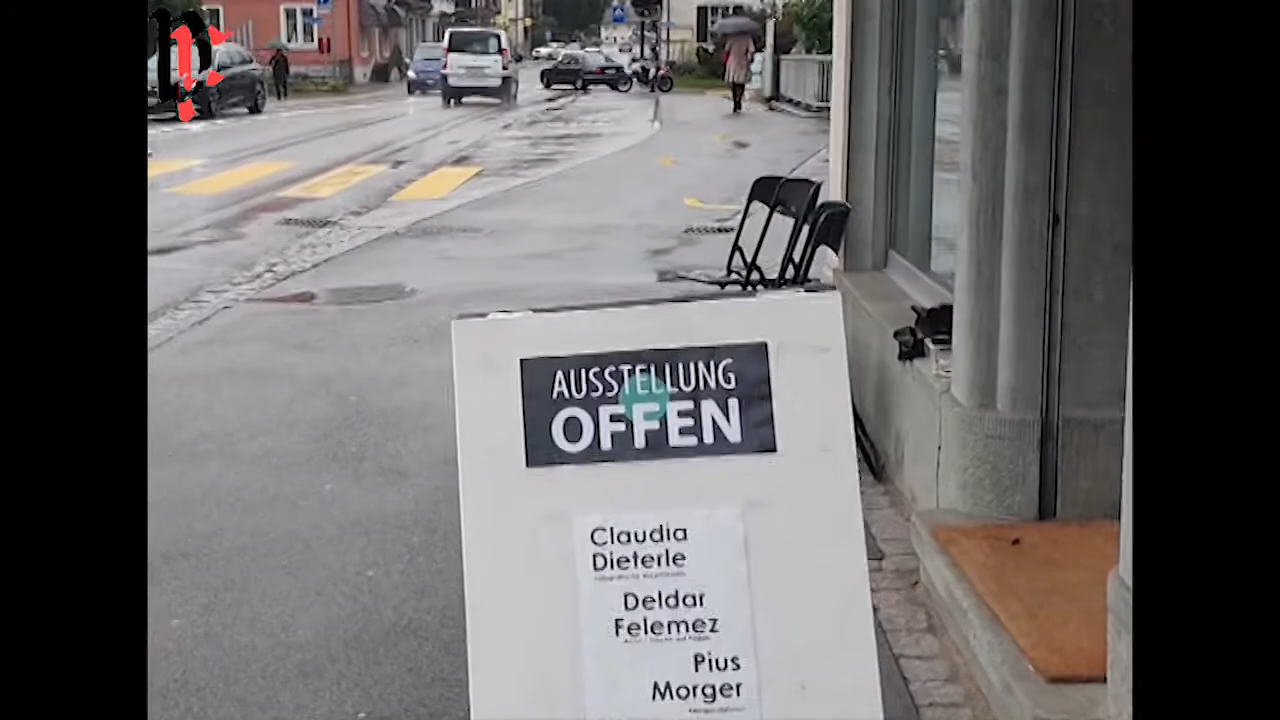 AUSSTELLUNG
OFFEN
Claudia
Dieterle
Deldar
Felemez
Pius
Morger